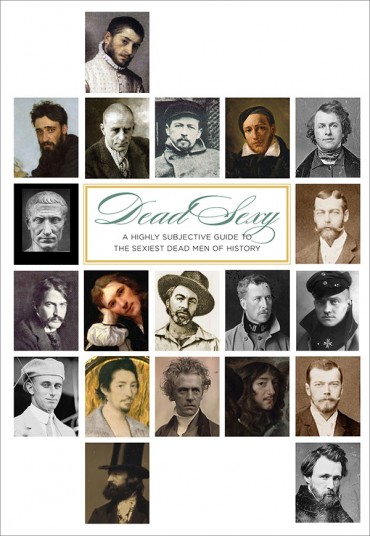 Dead Sexy
A HIGHLY SUBJECTIVE GUIDE TO
THE SEXIEST DEAD MEN OF HISTORY